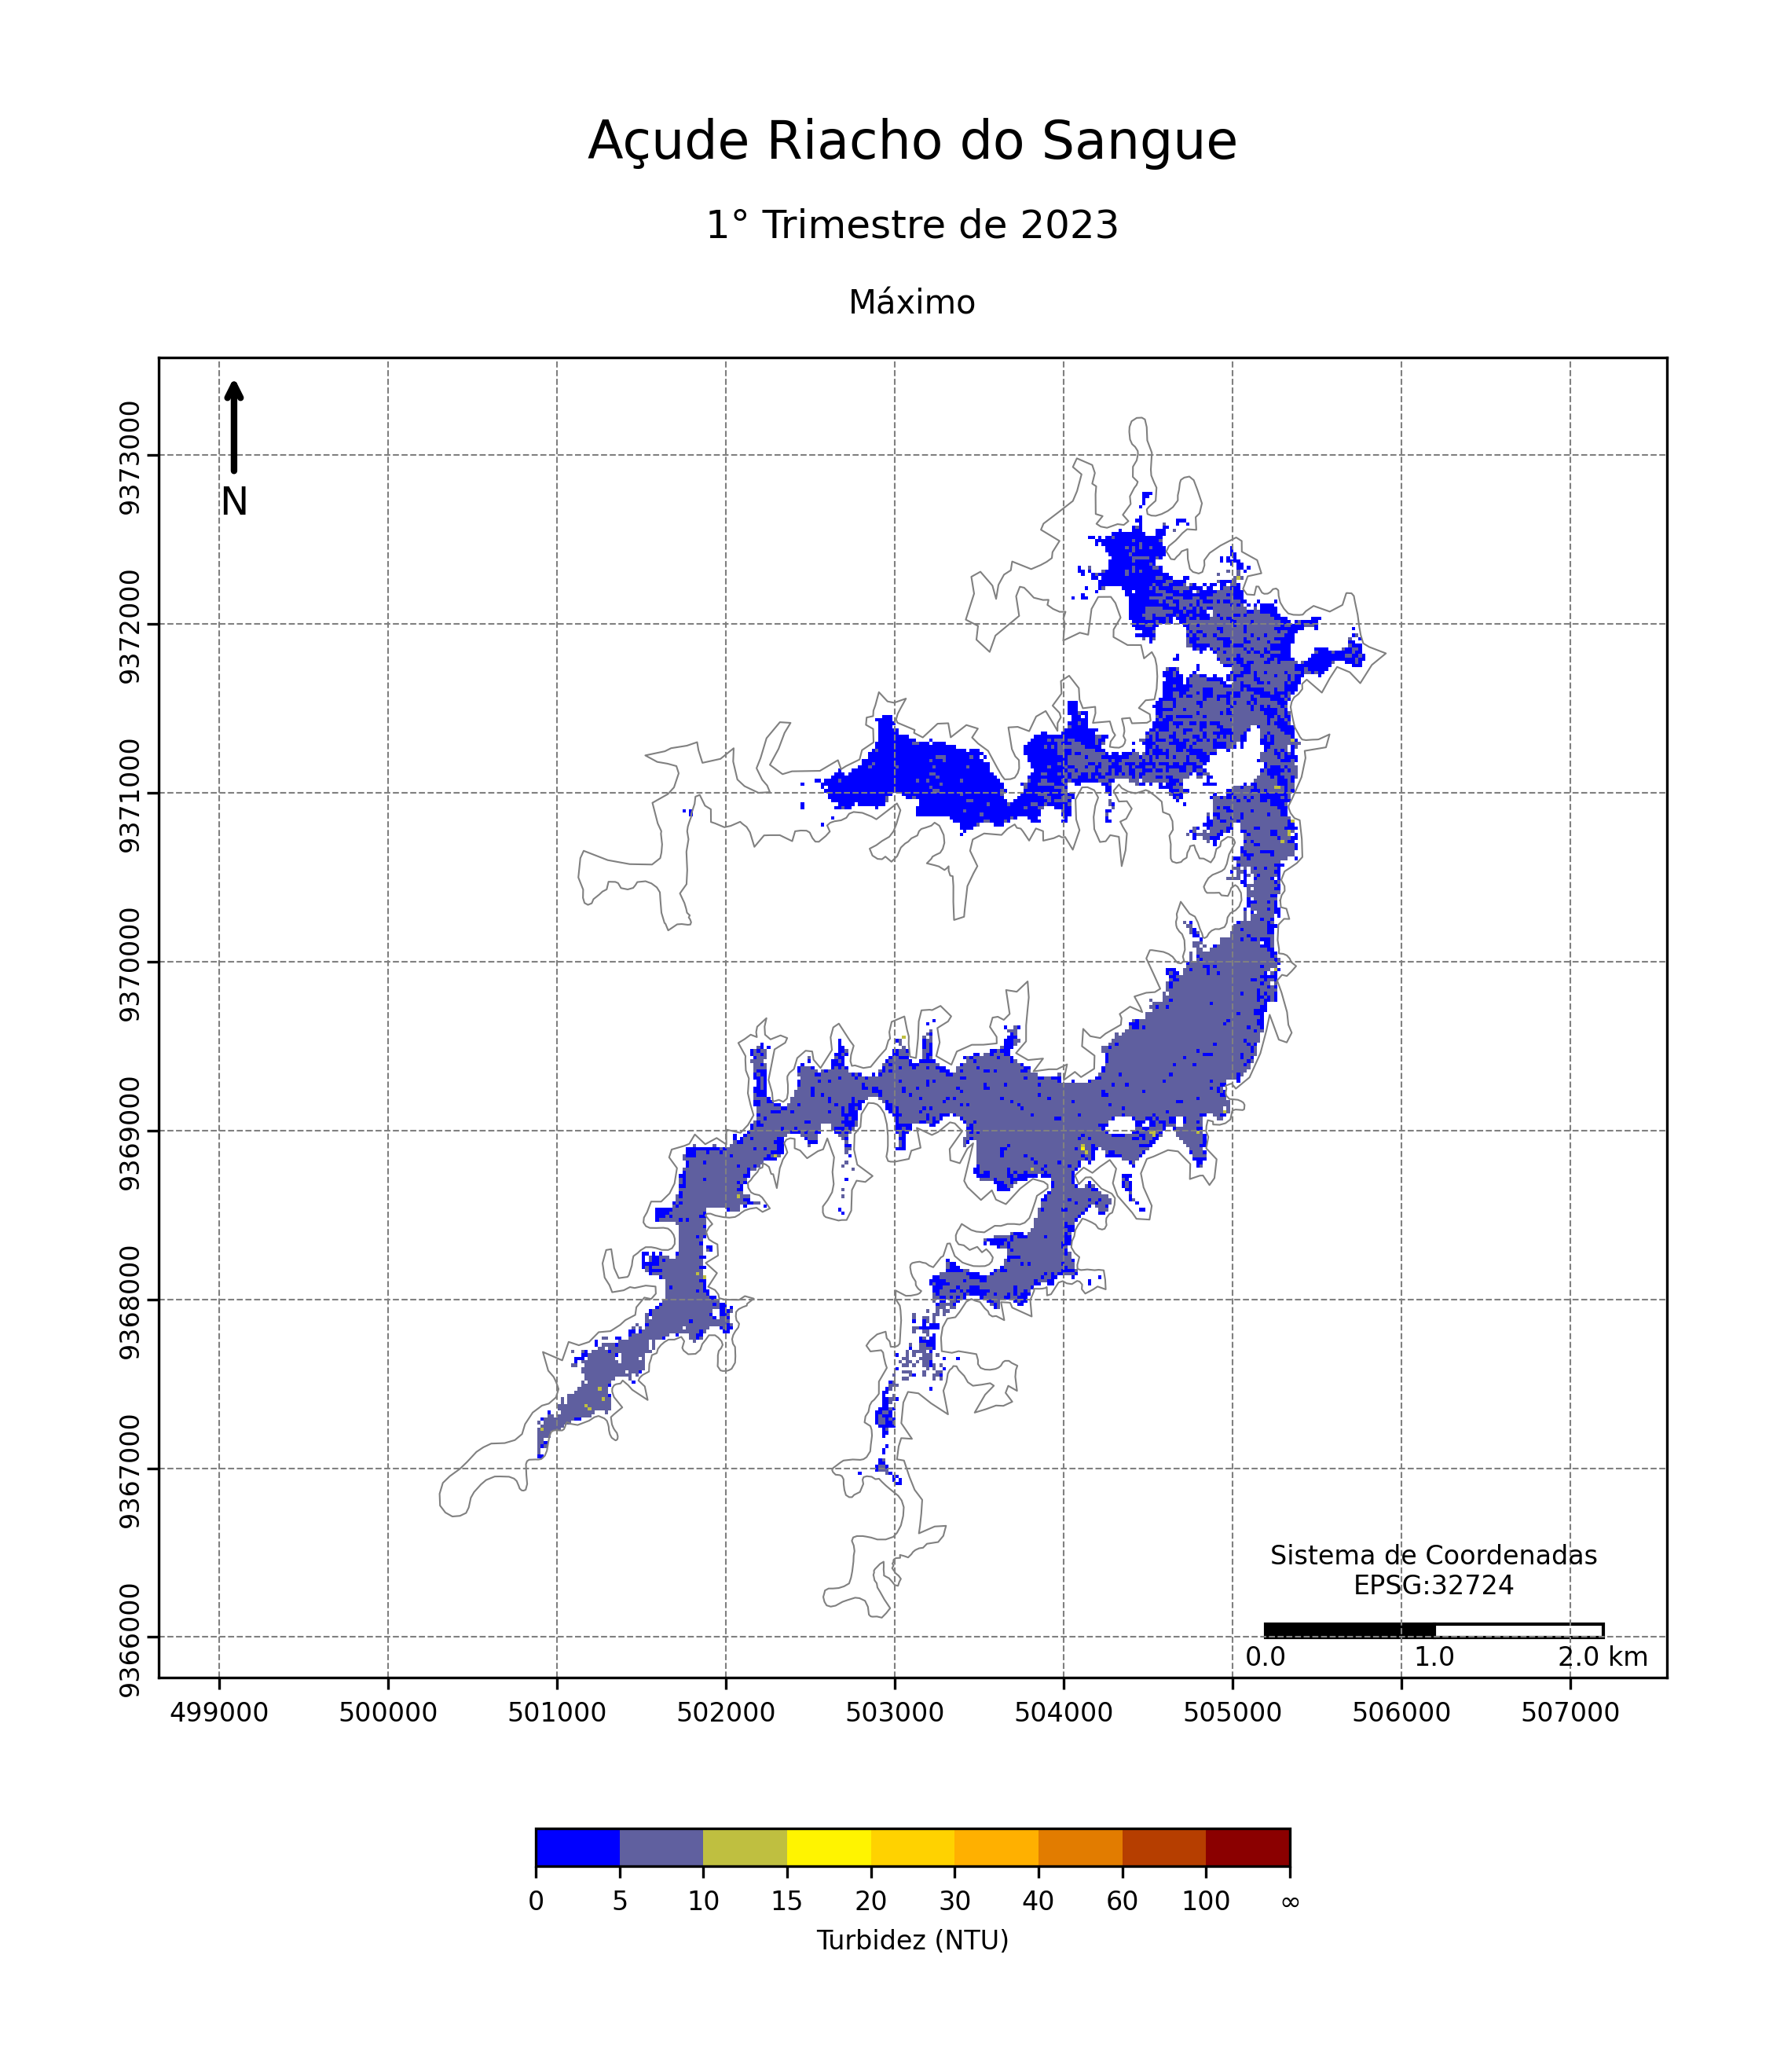 Açude Riacho do Sangue
1° Trimestre de 2023
Máximo
N
9373000
9372000
9371000
9370000
9369000
9368000
9367000
9366000
Sistema de Coordenadas
EPSG:32724
0.0 1.0 2.0 km
499000 500000 501000 502000 503000 504000 505000 506000 507000
0 5 10 15 20 30 40 60 100 ∞
Turbidez (NTU)